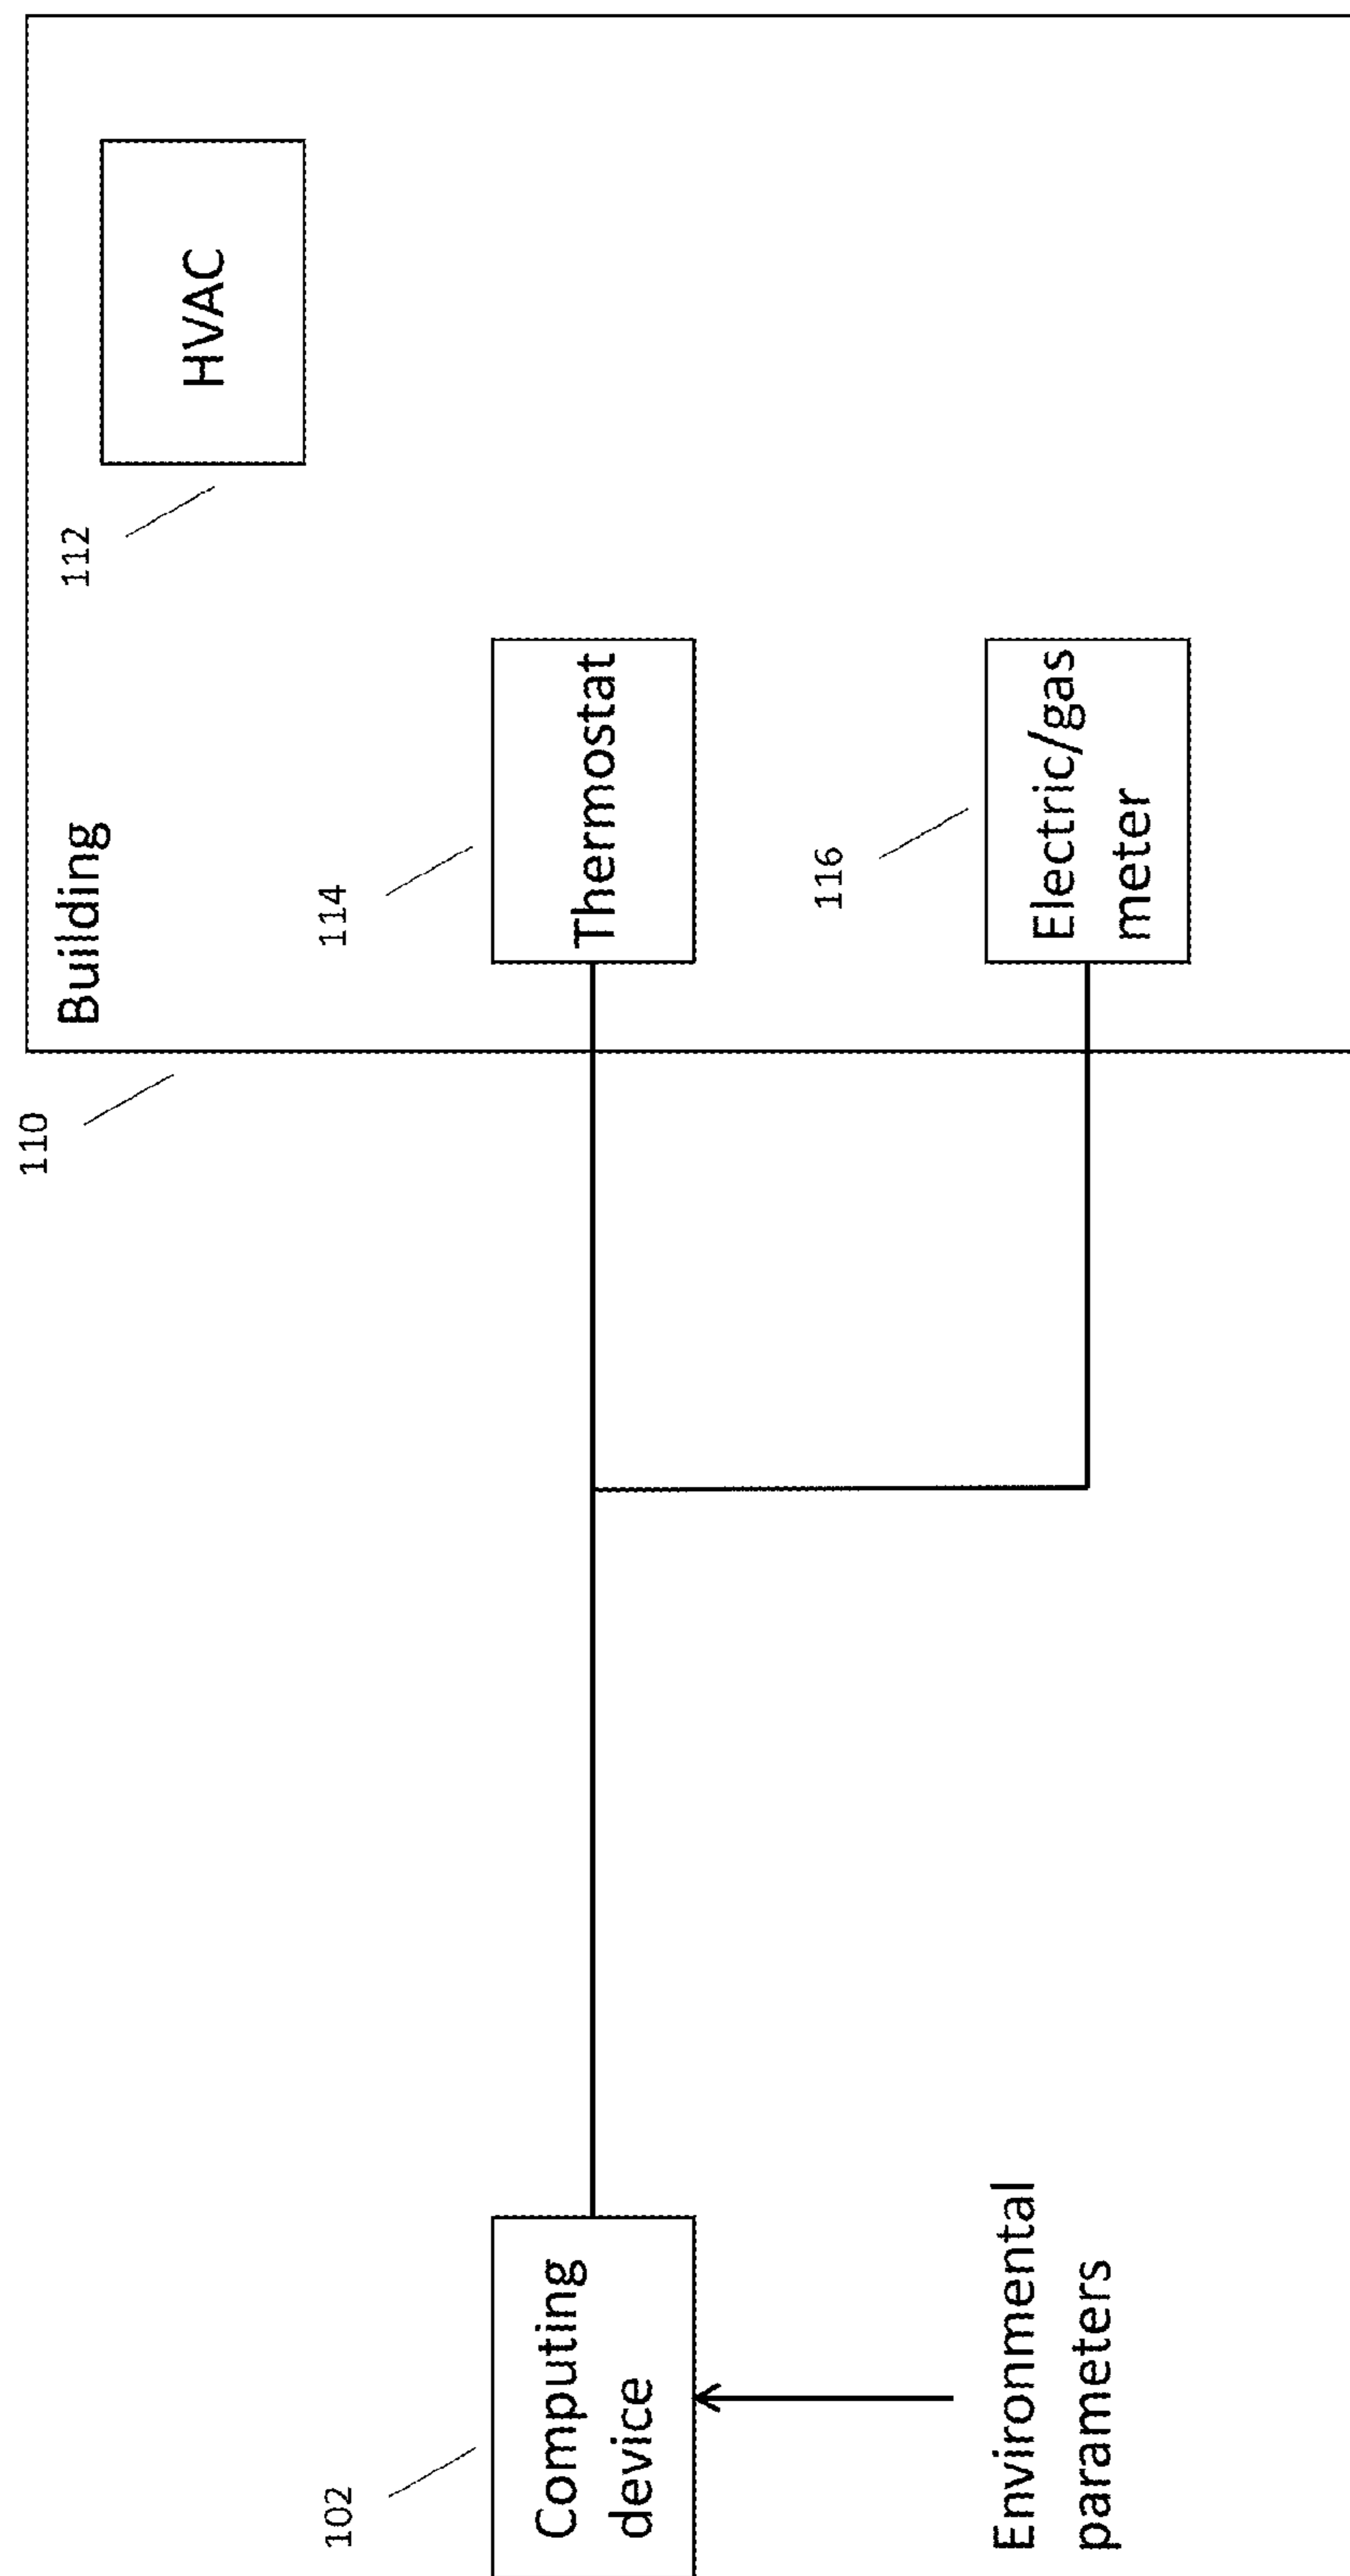 110
Building
112
HVAC
102
114
Computing
device
Thermostat
116
Environmental
parameters
Electric/gas
meter